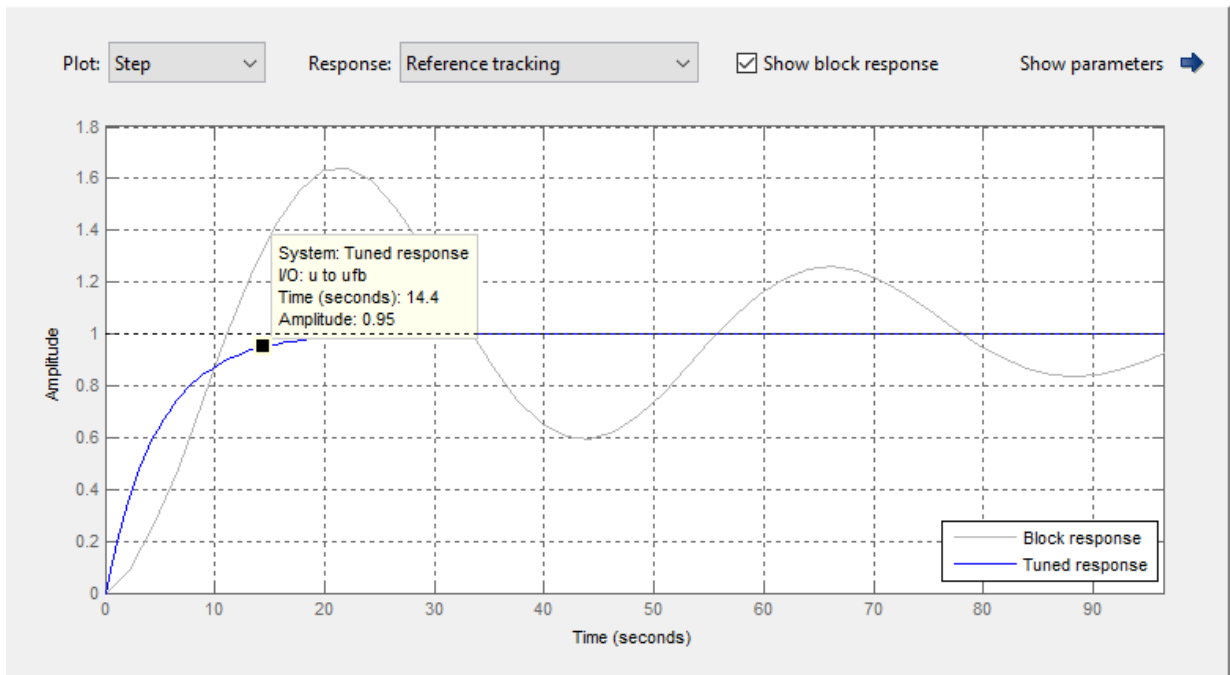 Plot: Step Response: Reference tracking Show block response Show parameters
1.8
1.6
1.4
1.2
1
0.8
0.6
0.4
0.2
0
Amplitude
System: Tuned response
I/O: u to ufb
Time (seconds): 14.4
Amplitude: 0.95
Block response
Tuned response
0 10 20 30 40 50 60 70 80 90
Time (seconds)